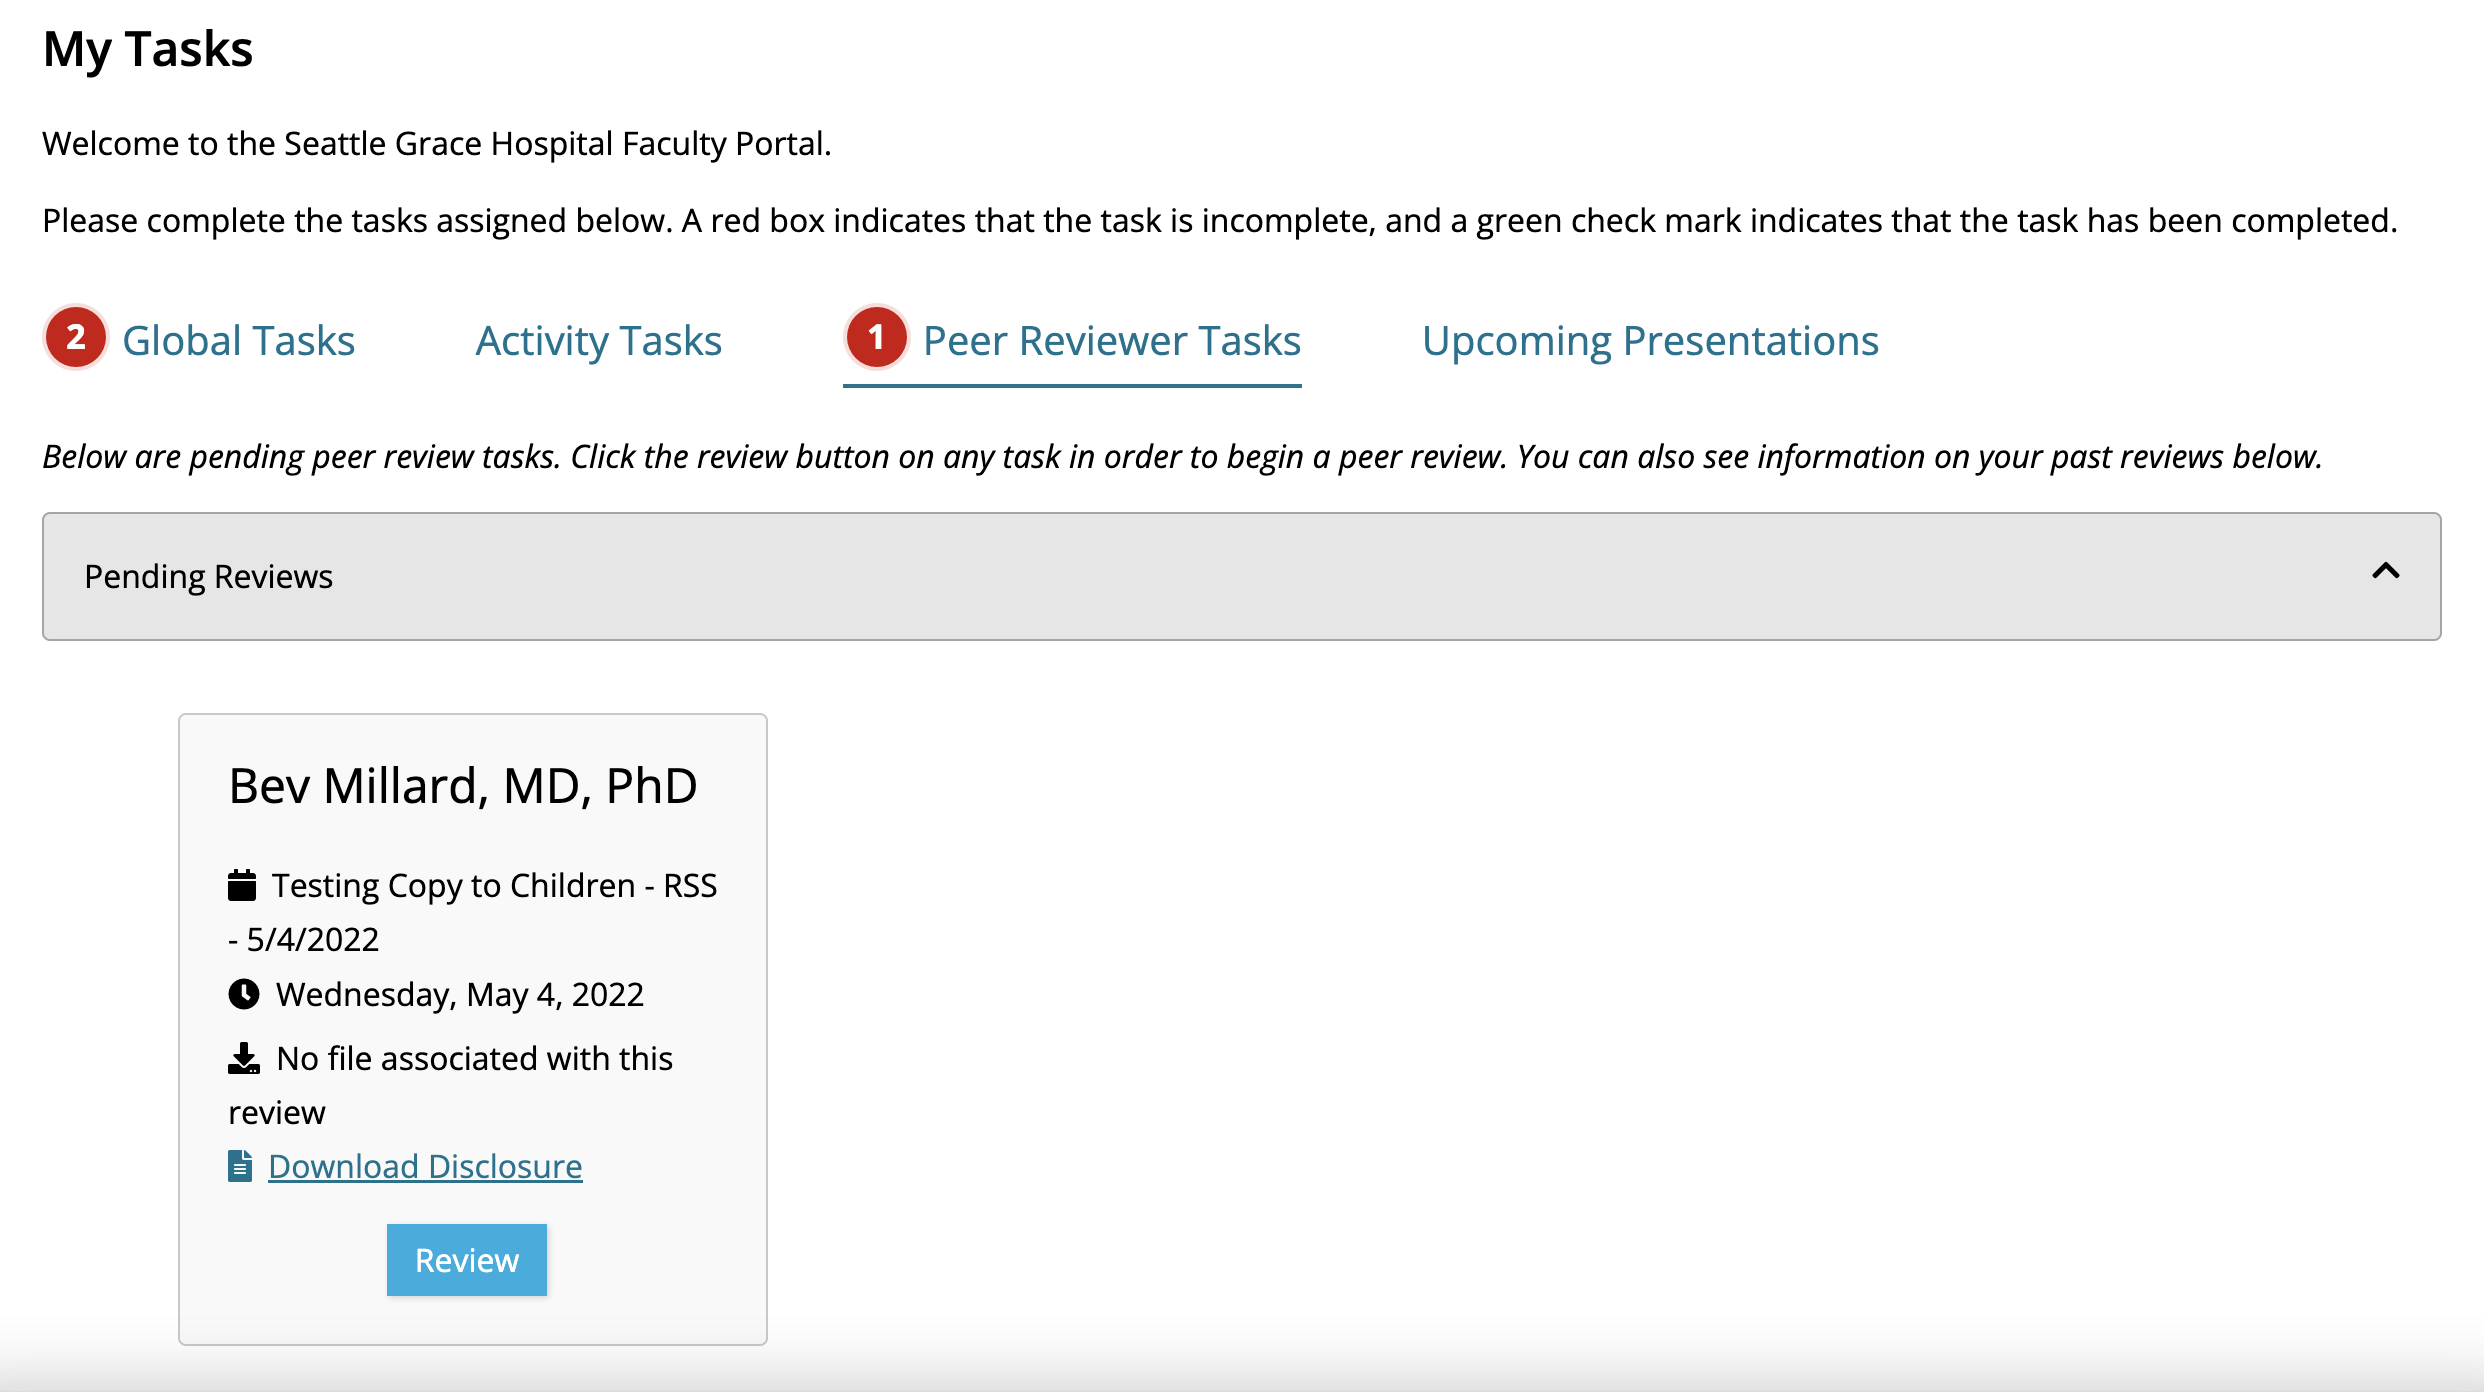 My Tasks
Welcome to the Seattle Grace Hospital Faculty Portal.
Please complete the tasks assigned below. A red box indicates that the task is incomplete, and a green check mark indicates that the task has been completed.
2 Global Tasks Activity Tasks 1 Peer Reviewer Tasks Upcoming Presentations
Below are pending peer review tasks. Click the review button on any task in order to begin a peer review. You can also see information on your past reviews below.
Pending Reviews
Bev Millard, MD, PhD
Testing Copy to Children - RSS
- 5/4/2022
Wednesday, May 4, 2022
No file associated with this
review
Download Disclosure
Review